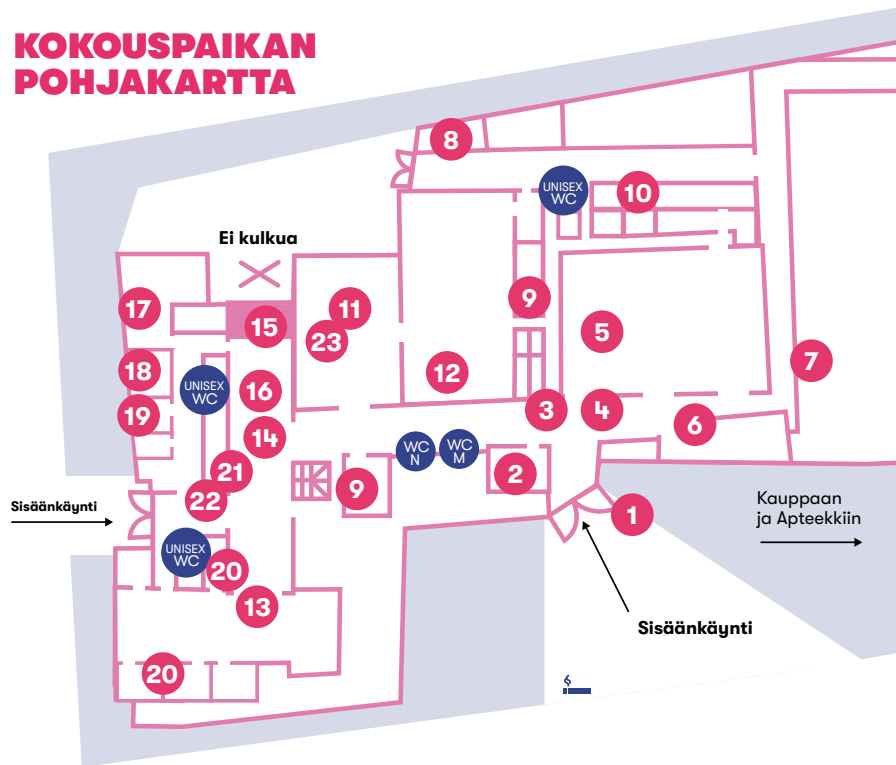 KOKOUSPAIKAN
POHJAKARTTA
8
UNISEX
WC
10
Ei kulkua
17
15
11
23
9
5
18
UNISEX
WC
16
12
7
19
14
3
4
6
21
22
WC
N
WC
M
9
2
Sisäänkäynti
1
Kauppaan
ja Apteekkiin
UNISEX
WC
20
13
Sisäänkäynti
20